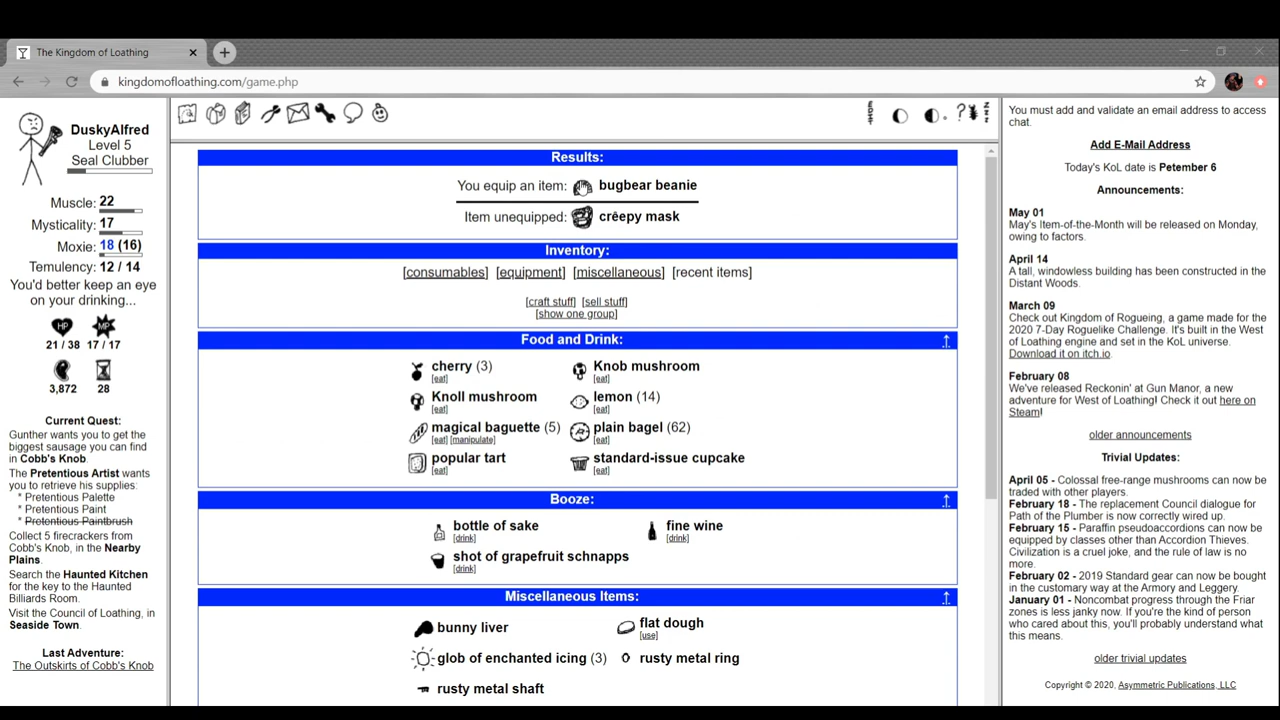 The Kingdom of Loathing
kingdomofloathing.com/game.php
DuskyAlfred
Level 5
Seal Clubber
Muscle: 22
Mysticality: 17
Moxie: 18 (16)
Temulency: 12 / 14
You'd better keep an eye
on your drinking...
HP MP
21 / 38 17 / 17
3,872 28
Current Quest:
Gunther wants you to get the
biggest sausage you can find
in Cobb's Knob.
The Pretentious Artist wants
you to retrieve his supplies:
* Pretentious Palette
* Pretentious Paint
* Pretentious Paintbrush
Collect 5 firecrackers from
Cobb's Knob, in the Nearby
Plains.
Search the Haunted Kitchen
for the key to the Haunted
Billiards Room.
Visit the Council of Loathing, in
Seaside Town.
Last Adventure:
The Outskirts of Cobb's Knob
Results:
You equip an item: bugbear beanie
Item unequipped: creepy mask
Inventory:
[consumables] [equipment] [miscellaneous] [recent items]
[craft stuff] [sell stuff]
[show one group]
Food and Drink:
cherry (3) Knob mushroom
[eat] [eat]
Knoll mushroom lemon (14)
[eat] [eat]
magical baguette (5) plain bagel (62)
[eat] [manipulate] [eat]
popular tart standard-issue cupcake
[eat] [eat]
Booze:
bottle of sake fine wine
[drink] [drink]
shot of grapefruit schnapps
[drink]
Miscellaneous Items:
bunny liver flat dough
[use]
glob of enchanted icing (3) rusty metal ring
rusty metal shaft
You must add and validate an email address to access
chat.
Add E-Mail Address
Today's KoL date is Petember 6
Announcements:
May 01
May's Item-of-the-Month will be released on Monday,
owing to factors.
April 14
A tall, windowless building has been constructed in the
Distant Woods.
March 09
Check out Kingdom of Rogueing, a game made for the
2020 7-Day Roguelike Challenge. It's built in the West
of Loathing engine and set in the KoL universe.
Download it on itch.io.
February 08
We've released Reckonin' at Gun Manor, a new
adventure for West of Loathing! Check it out here on
Steam!
older announcements
Trivial Updates:
April 05 - Colossal free-range mushrooms can now be
traded with other players.
February 18 - The replacement Council dialogue for
Path of the Plumber is now correctly wired up.
February 15 - Paraffin pseudoaccordions can now be
equipped by classes other than Accordion Thieves.
Civilization is a cruel joke, and the rule of law is no
more.
February 02 - 2019 Standard gear can now be bought
in the customary way at the Armory and Leggery.
January 01 - Noncombat progress through the Friar
zones is less janky now. If you're the kind of person
who cared about this, you'll probably understand what
this means.
older trivial updates
Copyright © 2020, Asymmetric Publications, LLC